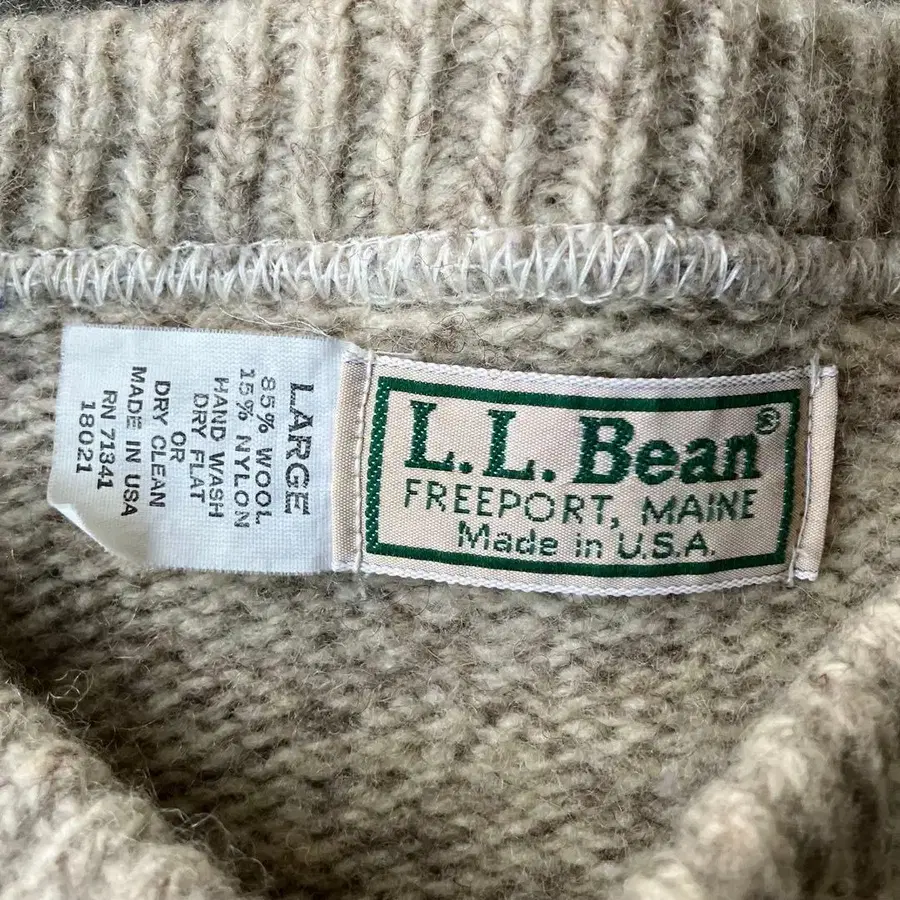 LARGE
85% WOOL
15% NYLON
HAND WASH
DRY FLAT
OR
DRY CLEAN
MADE IN USA
RN 71341
18021
L.L. Bean®
FREEPORT, MAINE
Made in U.S.A.